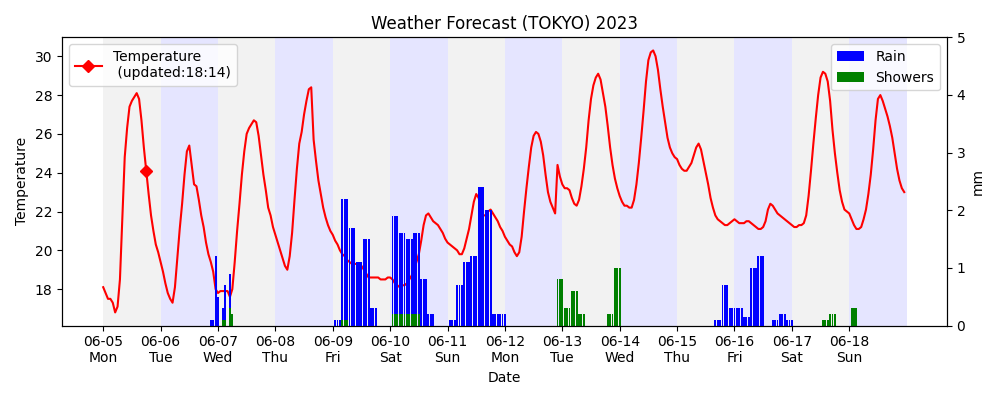 Weather Forecast (TOKYO) 2023
Temperature
(updated:18:14)
Rain
Showers
30
28
26
24
22
20
18
Temperature
5
4
3
2
1
0
mm
06-05 06-06 06-07 06-08 06-09 06-10 06-11 06-12 06-13 06-14 06-15 06-16 06-17 06-18
Mon Tue Wed Thu Fri Sat Sun Mon Tue Wed Thu Fri Sat Sun
Date